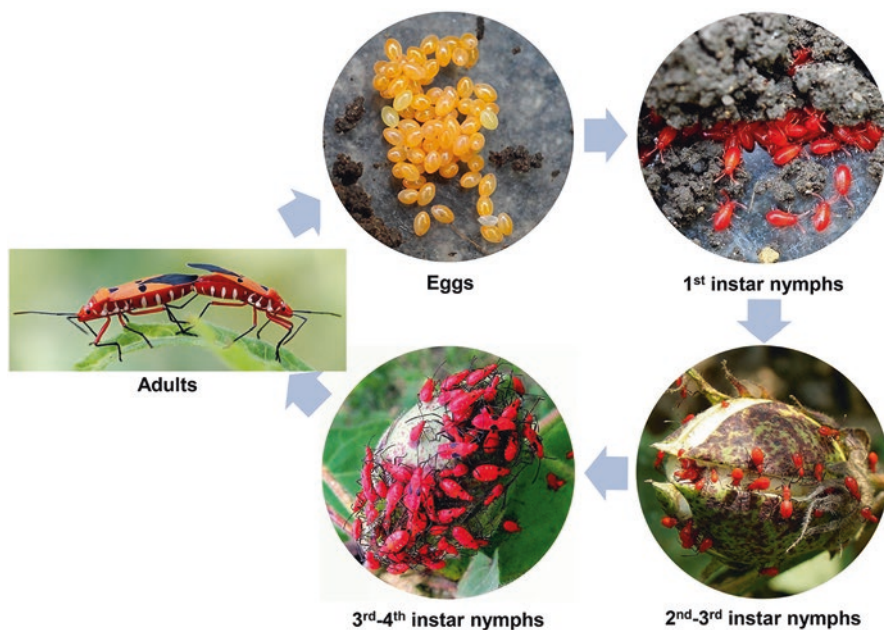 Eggs
1st instar nymphs
Adults
3rd-4th instar nymphs
2nd-3rd instar nymphs